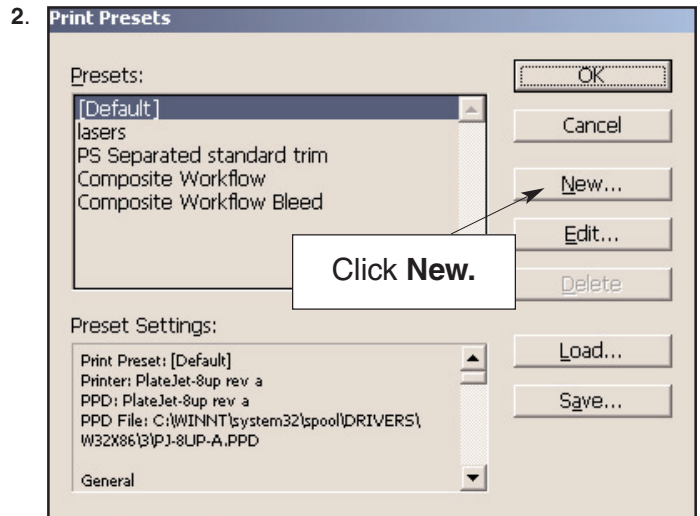 2.
Print Presets
Presets:
[Default]
lasers
PS Separated standard trim
Composite Workflow
Composite Workflow Bleed
OK
Cancel
New...
Edit...
Delete
Load...
Save...
Click New.
Preset Settings:
Print Preset: [Default]
Printer: PlateJet-8up rev a
PPD: PlateJet-8up rev a
PPD File: C:\WINNT\system32\spool\DRIVERS\
W32X86\3\PJ-8UP-A.PPD
General